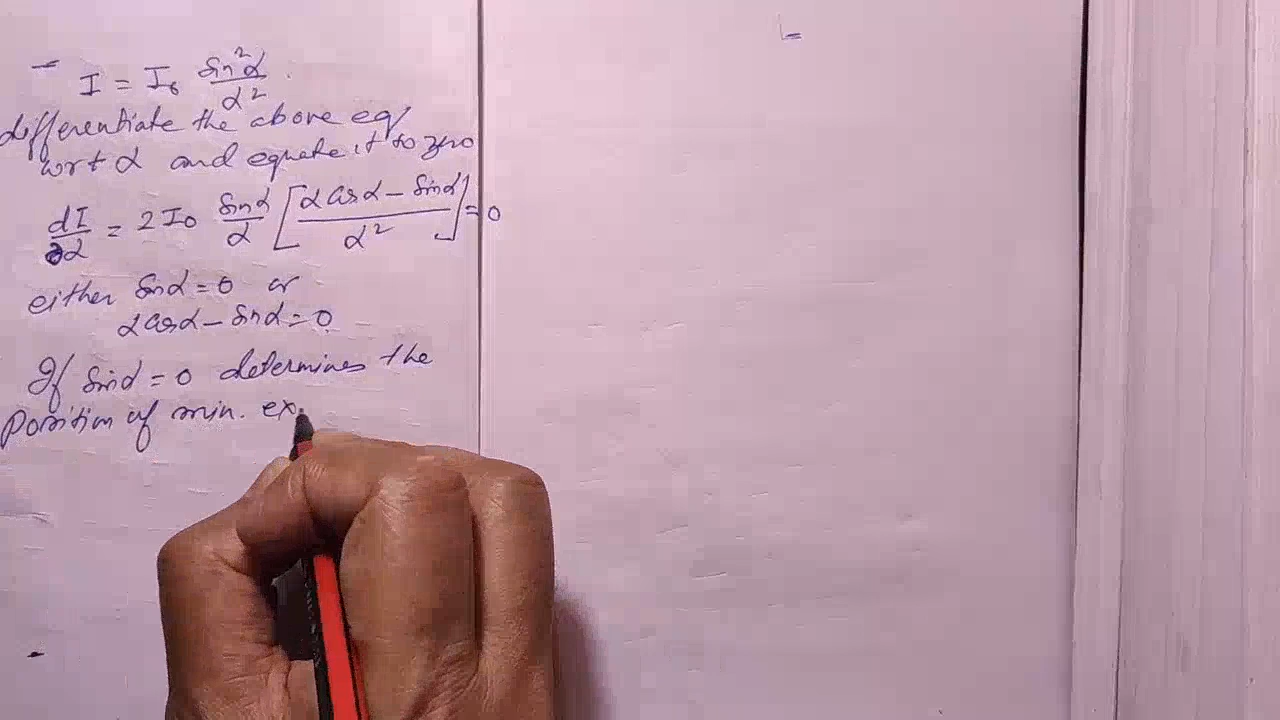 I = I₀ sin²α/α²
differentiate the above eq
wrt α and equate it to zero
dI/dα = 2I₀ sinα/α [αcosα - sinα/α²] = 0
either sinα = 0 or
αcosα - sinα = 0
If sinα = 0 determines the
Position of min. ex